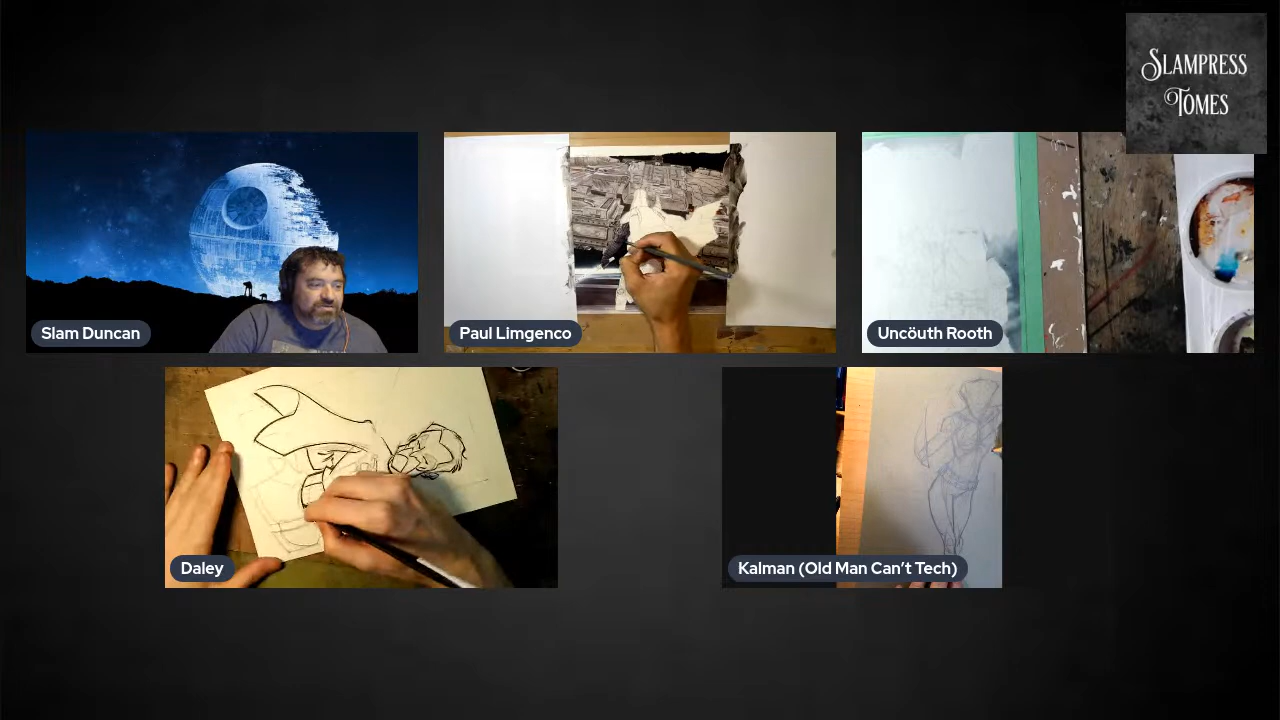 SLAMPRESS
TOMES
Slam Duncan
Paul Limgenco
Uncöuth Rooth
Daley
Kalman (Old Man Can’t Tech)